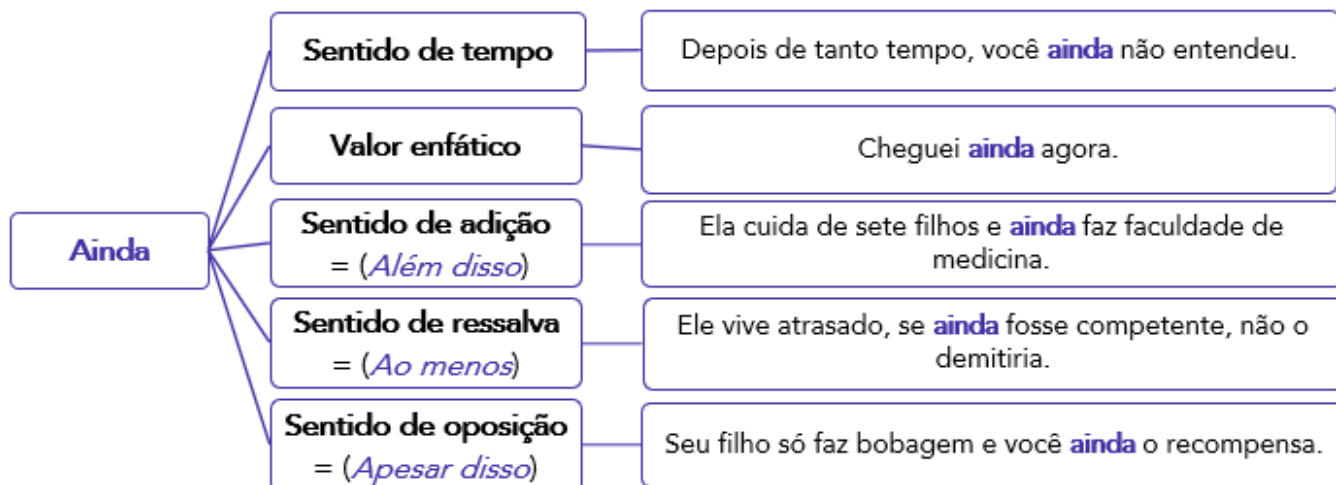 Sentido de tempo
Depois de tanto tempo, você ainda não entendeu.
Valor enfático
Cheguei ainda agora.
Ainda
Sentido de adição
= (Além disso)
Ela cuida de sete filhos e ainda faz faculdade de
medicina.
Sentido de ressalva
= (Ao menos)
Ele vive atrasado, se ainda fosse competente, não o
demitiria.
Sentido de oposição
= (Apesar disso)
Seu filho só faz bobagem e você ainda o recompensa.